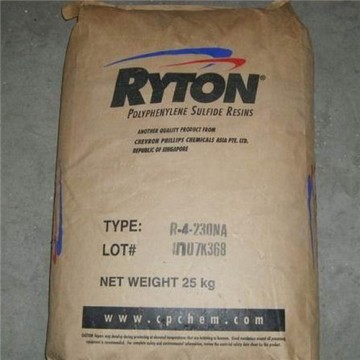 RYTON®
POLYPHENYLENE SULFIDE RESINS
ANOTHER QUALITY PRODUCT FROM
CHEVRON PHILLIPS CHEMICALS ASIA PTE. LTD.
REPUBLIC OF SINGAPORE
TYPE: R-4-230NA
LOT#
NET WEIGHT 25 kg
www.cpchem.com